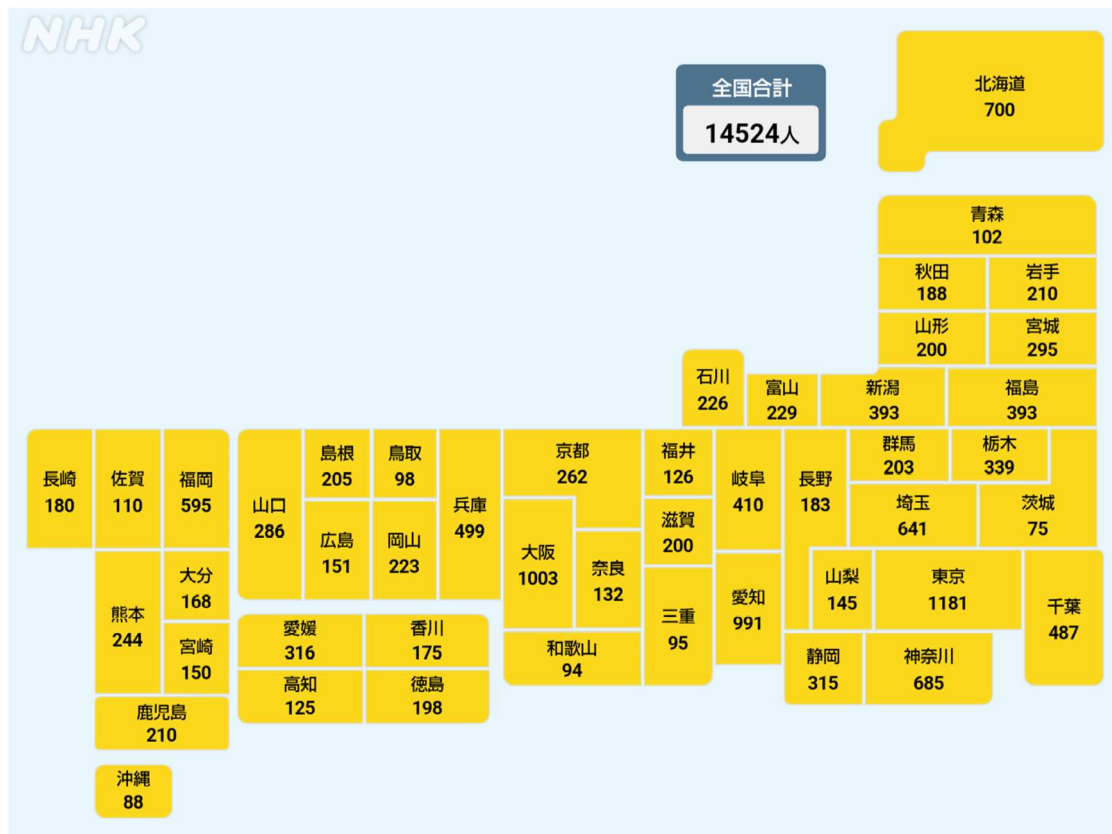 NHK
全国合計
14524人
北海道
700
青森
102
秋田
188
岩手
210
山形
200
宮城
295
石川
226
富山
229
新潟
393
福島
393
長崎
180
佐賀
110
福岡
595
山口
286
島根
205
鳥取
98
兵庫
499
京都
262
福井
126
岐阜
410
長野
183
群馬
203
栃木
339
埼玉
641
茨城
75
滋賀
200
広島
151
岡山
223
大阪
1003
奈良
132
大分
168
熊本
244
宮崎
150
三重
95
愛知
991
山梨
145
東京
1181
千葉
487
愛媛
316
香川
175
和歌山
94
静岡
315
神奈川
685
高知
125
徳島
198
鹿児島
210
沖縄
88